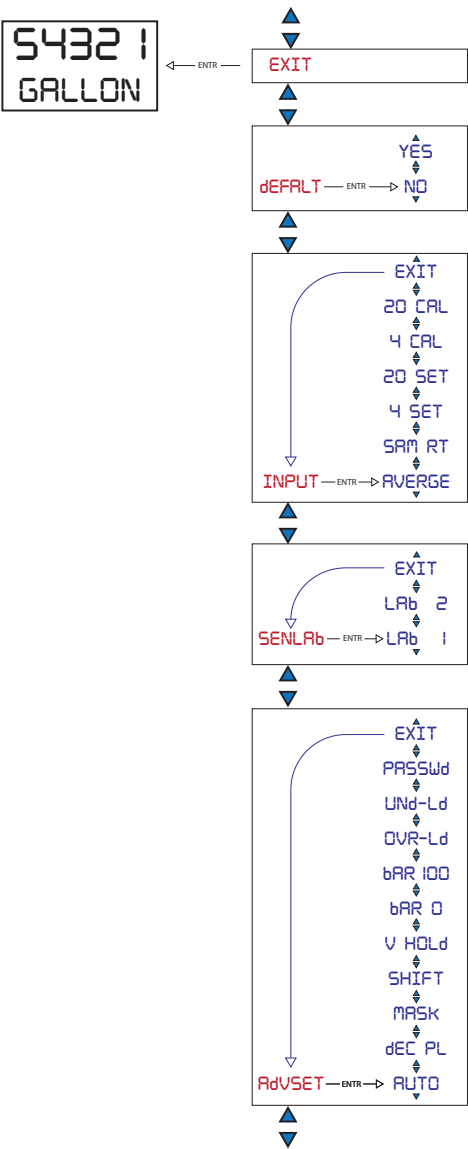 54321
GALLON
ENTR
EXIT
YES
dEFALT ENTR NO
EXIT
20 CAL
4 CAL
20 SET
4 SET
SAM RT
INPUT ENTR AVERGE
EXIT
LAb 2
SENLAb ENTR LAb 1
EXIT
PASSWd
UNd-Ld
OVR-Ld
bAR 100
bAR 0
V HOLd
SHIFT
MASK
dEC PL
AdVSET ENTR AUTO